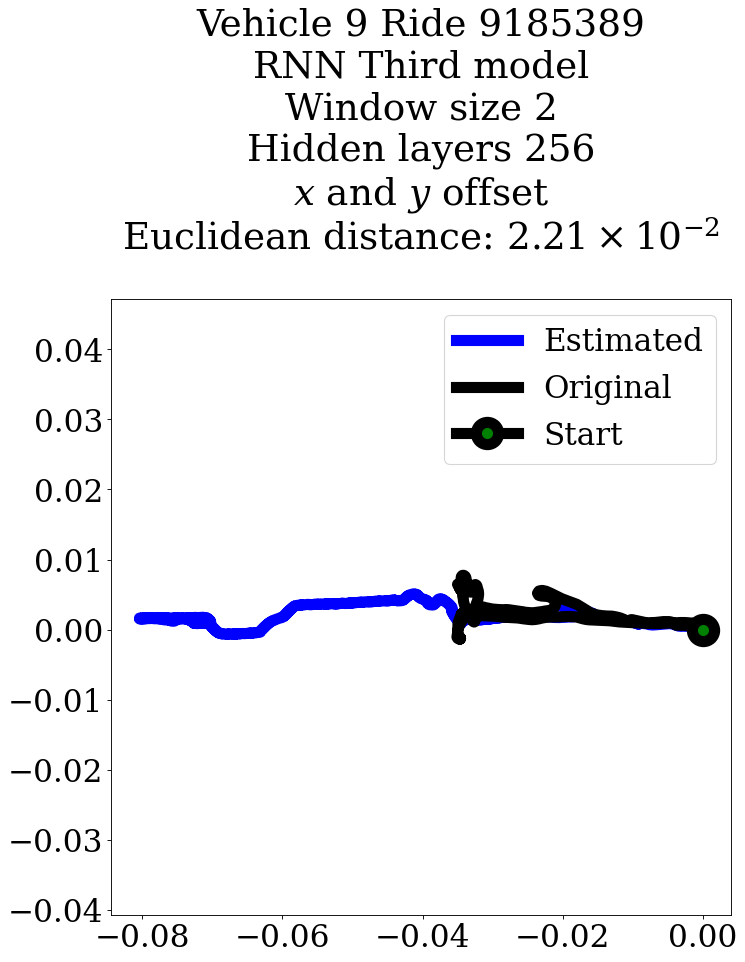 Vehicle 9 Ride 9185389
RNN Third model
Window size 2
Hidden layers 256
x and y offset
Euclidean distance: 2.21 × 10⁻²
Estimated
Original
Start
0.04
0.03
0.02
0.01
0.00
−0.01
−0.02
−0.03
−0.04
−0.08 −0.06 −0.04 −0.02 0.00